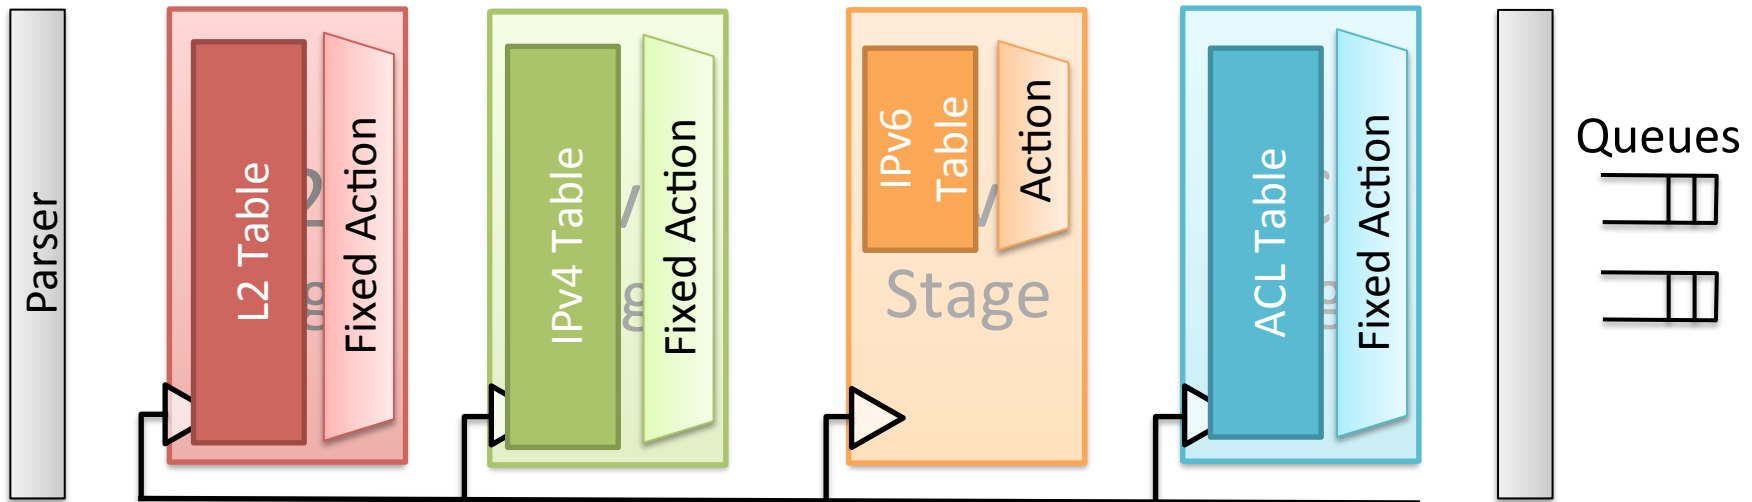 Parser
L2 Table
Fixed Action
IPv4 Table
Fixed Action
IPv6
Table
Action
Stage
ACL Table
Fixed Action
Queues